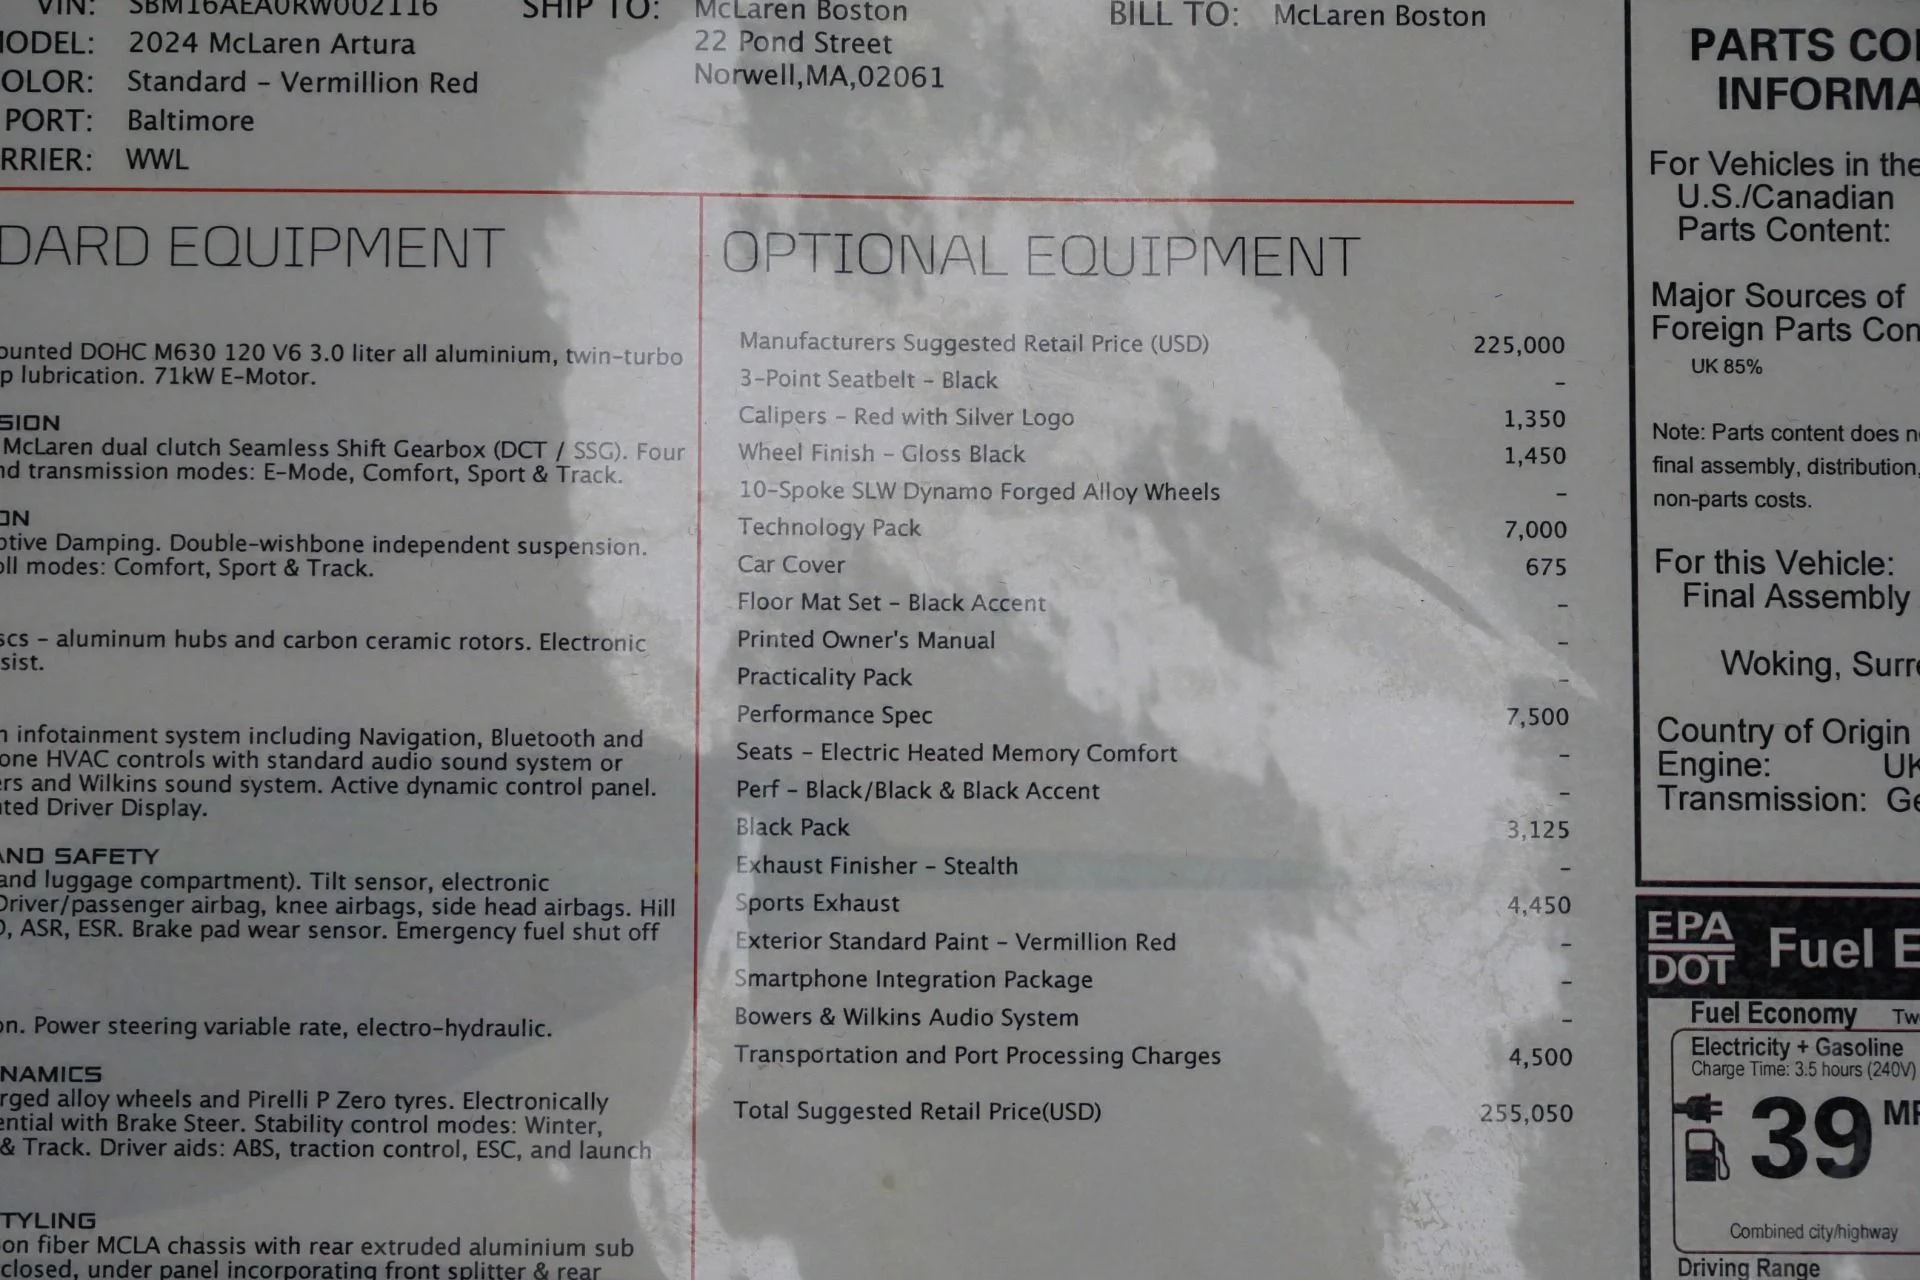 VIN: SBM16AEA0RW002116
MODEL: 2024 McLaren Artura
OLOR: Standard - Vermillion Red
PORT: Baltimore
RRIER: WWL
SHIP TO: McLaren Boston
22 Pond Street
Norwell,MA,02061
BILL TO: McLaren Boston
DARD EQUIPMENT
ounted DOHC M630 120 V6 3.0 liter all aluminium, twin-turbo
p lubrication. 71kW E-Motor.
SION
McLaren dual clutch Seamless Shift Gearbox (DCT / SSG). Four
nd transmission modes: E-Mode, Comfort, Sport & Track.
ON
ptive Damping. Double-wishbone independent suspension.
oll modes: Comfort, Sport & Track.
scs - aluminum hubs and carbon ceramic rotors. Electronic
sist.
n infotainment system including Navigation, Bluetooth and
one HVAC controls with standard audio sound system or
ers and Wilkins sound system. Active dynamic control panel.
ted Driver Display.
AND SAFETY
and luggage compartment). Tilt sensor, electronic
Driver/passenger airbag, knee airbags, side head airbags. Hill
D, ASR, ESR. Brake pad wear sensor. Emergency fuel shut off
on. Power steering variable rate, electro-hydraulic.
NAMICS
rged alloy wheels and Pirelli P Zero tyres. Electronically
ential with Brake Steer. Stability control modes: Winter,
& Track. Driver aids: ABS, traction control, ESC, and launch
TYLING
on fiber MCLA chassis with rear extruded aluminium sub
closed, under panel incorporating front splitter & rear
OPTIONAL EQUIPMENT
Manufacturers Suggested Retail Price (USD) 225,000
3-Point Seatbelt - Black -
Calipers - Red with Silver Logo 1,350
Wheel Finish - Gloss Black 1,450
10-Spoke SLW Dynamo Forged Alloy Wheels -
Technology Pack 7,000
Car Cover 675
Floor Mat Set - Black Accent -
Printed Owner's Manual -
Practicality Pack -
Performance Spec 7,500
Seats - Electric Heated Memory Comfort -
Perf - Black/Black & Black Accent -
Black Pack 3,125
Exhaust Finisher - Stealth -
Sports Exhaust 4,450
Exterior Standard Paint - Vermillion Red -
Smartphone Integration Package -
Bowers & Wilkins Audio System -
Transportation and Port Processing Charges 4,500
Total Suggested Retail Price(USD) 255,050
PARTS CO
INFORMA
For Vehicles in the
U.S./Canadian
Parts Content:
Major Sources of
Foreign Parts Con
UK 85%
Note: Parts content does n
final assembly, distribution,
non-parts costs.
For this Vehicle:
Final Assembly
Woking, Surr
Country of Origin
Engine: UK
Transmission: Ge
EPA
DOT
Fuel E
Fuel Economy Tw
Electricity + Gasoline
Charge Time: 3.5 hours (240V)
39 MP
Combined city/highway
Driving Range